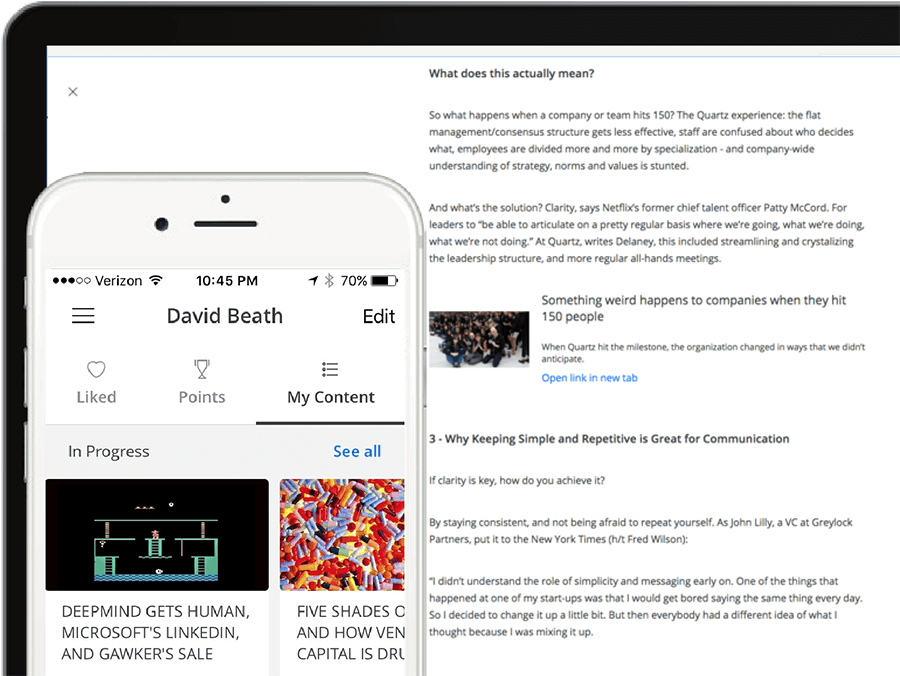 What does this actually mean?
So what happens when a company or team hits 150? The Quartz experience: the flat
management/consensus structure gets less effective, staff are confused about who decides
what, employees are divided more and more by specialization - and company-wide
understanding of strategy, norms and values is stunted.
And what's the solution? Clarity, says Netflix's former chief talent officer Patty McCord. For
leaders to “be able to articulate on a pretty regular basis where we're going, what we're doing,
what we're not doing.” At Quartz, writes Delaney, this included streamlining and crystalizing
the leadership structure, and more regular all-hands meetings.
Something weird happens to companies when they hit
150 people
When Quartz hit the milestone, the organization changed in ways that we didn't
anticipate.
Open link in new tab
3 - Why Keeping Simple and Repetitive is Great for Communication
If clarity is key, how do you achieve it?
By staying consistent, and not being afraid to repeat yourself. As John Lilly, a VC at Greylock
Partners, put it to the New York Times (h/t Fred Wilson):
“I didn't understand the role of simplicity and messaging early on. One of the things that
happened at one of my start-ups was that I would get bored saying the same thing every day.
So I decided to change it up a little bit. But then everybody had a different idea of what I
thought because I was mixing it up.
Verizon 10:45 PM 70%
David Beath Edit
Liked Points My Content
In Progress See all
DEEPMIND GETS HUMAN,
MICROSOFT'S LINKEDIN,
AND GAWKER'S SALE
FIVE SHADES O
AND HOW VEN
CAPITAL IS DRU